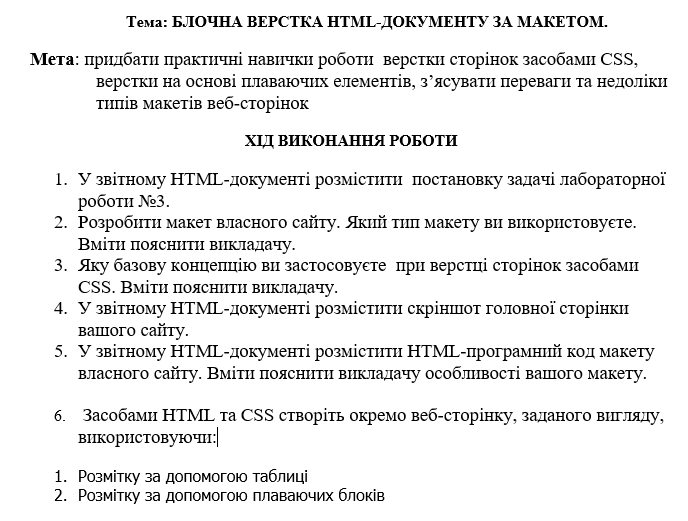 Тема: БЛОЧНА ВЕРСТКА HTML-ДОКУМЕНТУ ЗА МАКЕТОМ.
Мета: придбати практичні навички роботи верстки сторінок засобами CSS,
верстки на основі плаваючих елементів, з’ясувати переваги та недоліки
типів макетів веб-сторінок
ХІД ВИКОНАННЯ РОБОТИ
1. У звітному HTML-документі розмістити постановку задачі лабораторної
роботи №3.
2. Розробити макет власного сайту. Який тип макету ви використовуєте.
Вміти пояснити викладачу.
3. Яку базову концепцію ви застосовуєте при верстці сторінок засобами
CSS. Вміти пояснити викладачу.
4. У звітному HTML-документі розмістити скріншот головної сторінки
вашого сайту.
5. У звітному HTML-документі розмістити HTML-програмний код макету
власного сайту. Вміти пояснити викладачу особливості вашого макету.
6. Засобами HTML та CSS створіть окремо веб-сторінку, заданого вигляду,
використовуючи:
1. Розмітку за допомогою таблиці
2. Розмітку за допомогою плаваючих блоків